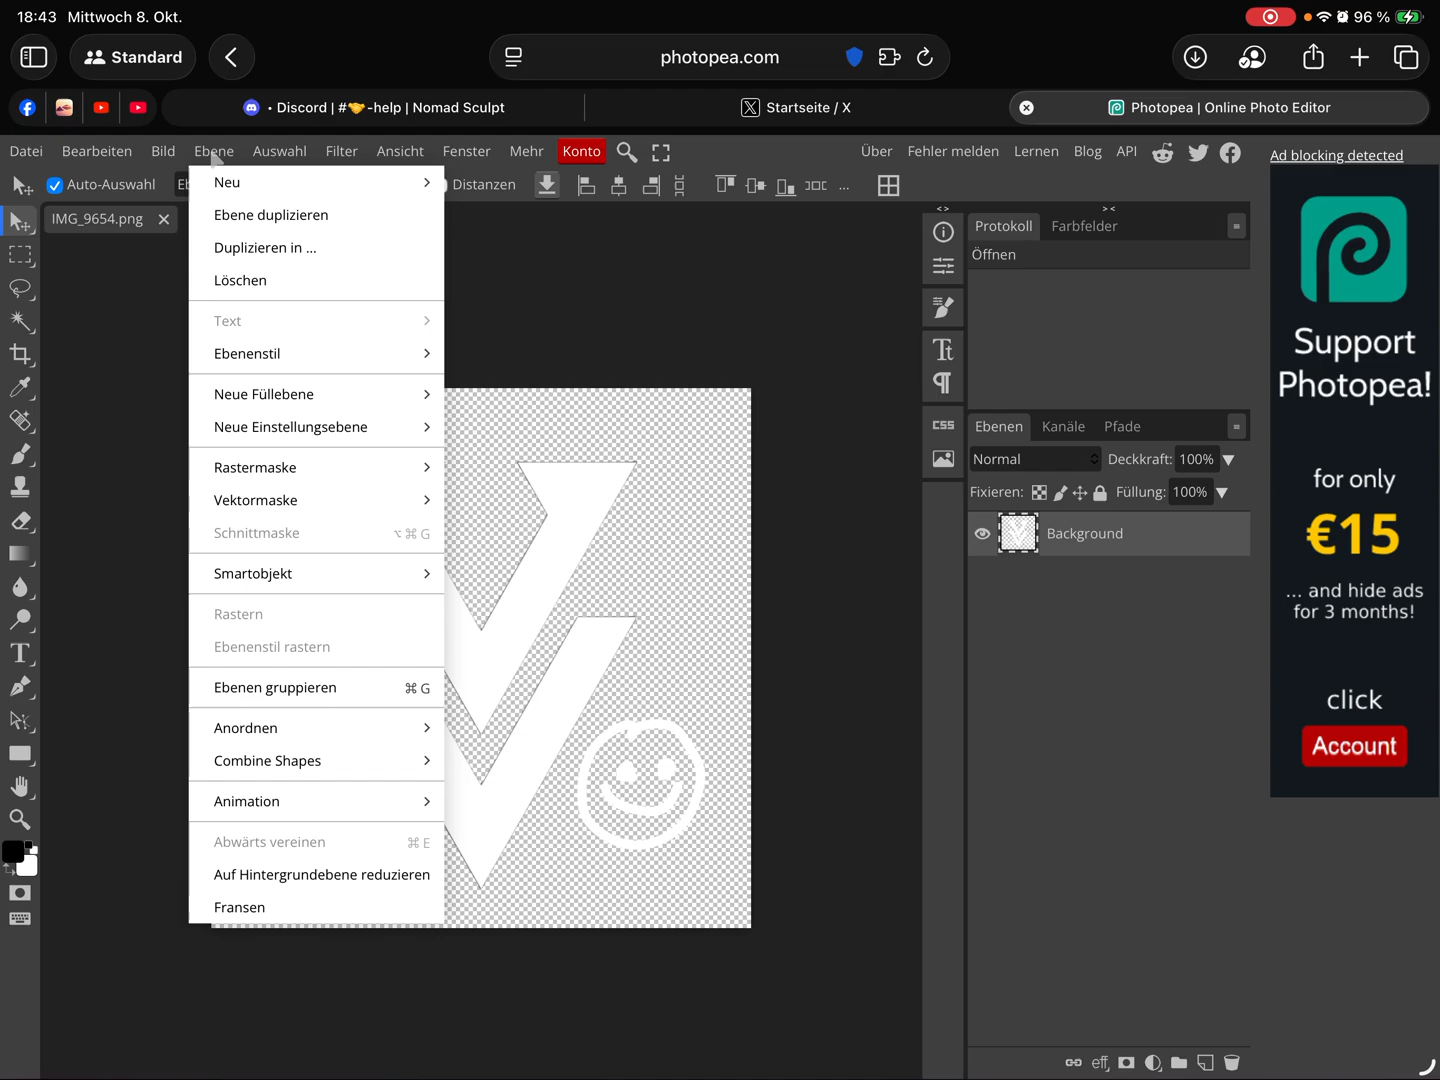 18:43 Mittwoch 8. Okt.
96 %
Standard
photopea.com
• Discord | #🤝-help | Nomad Sculpt
Startseite / X
Photopea | Online Photo Editor
Datei Bearbeiten Bild Ebene Auswahl Filter Ansicht Fenster Mehr Konto
Über Fehler melden Lernen Blog API
Ad blocking detected
Auto-Auswahl
Distanzen
...
IMG_9654.png
Neu
Ebene duplizieren
Duplizieren in ...
Löschen
Text
Ebenenstil
Neue Füllebene
Neue Einstellungsebene
Rastermaske
Vektormaske
Schnittmaske ⌥⌘G
Smartobjekt
Rastern
Ebenenstil rastern
Ebenen gruppieren ⌘G
Anordnen
Combine Shapes
Animation
Abwärts vereinen ⌘E
Auf Hintergrundebene reduzieren
Fransen
< >
> <
Protokoll Farbfelder
Öffnen
CSS
Ebenen Kanäle Pfade
Normal Deckkraft: 100%
Fixieren: Füllung: 100%
Background
eff
Support
Photopea!
for only
€15
... and hide ads
for 3 months!
click
Account